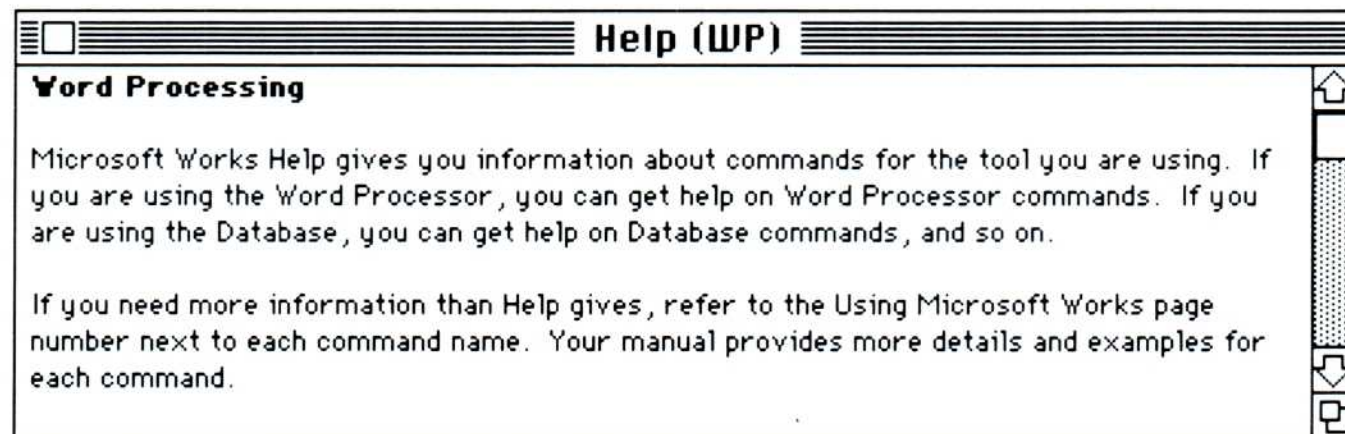 Help (WP)
Word Processing
Microsoft Works Help gives you information about commands for the tool you are using.  If
you are using the Word Processor, you can get help on Word Processor commands.  If you
are using the Database, you can get help on Database commands, and so on.
If you need more information than Help gives, refer to the Using Microsoft Works page
number next to each command name.  Your manual provides more details and examples for
each command.